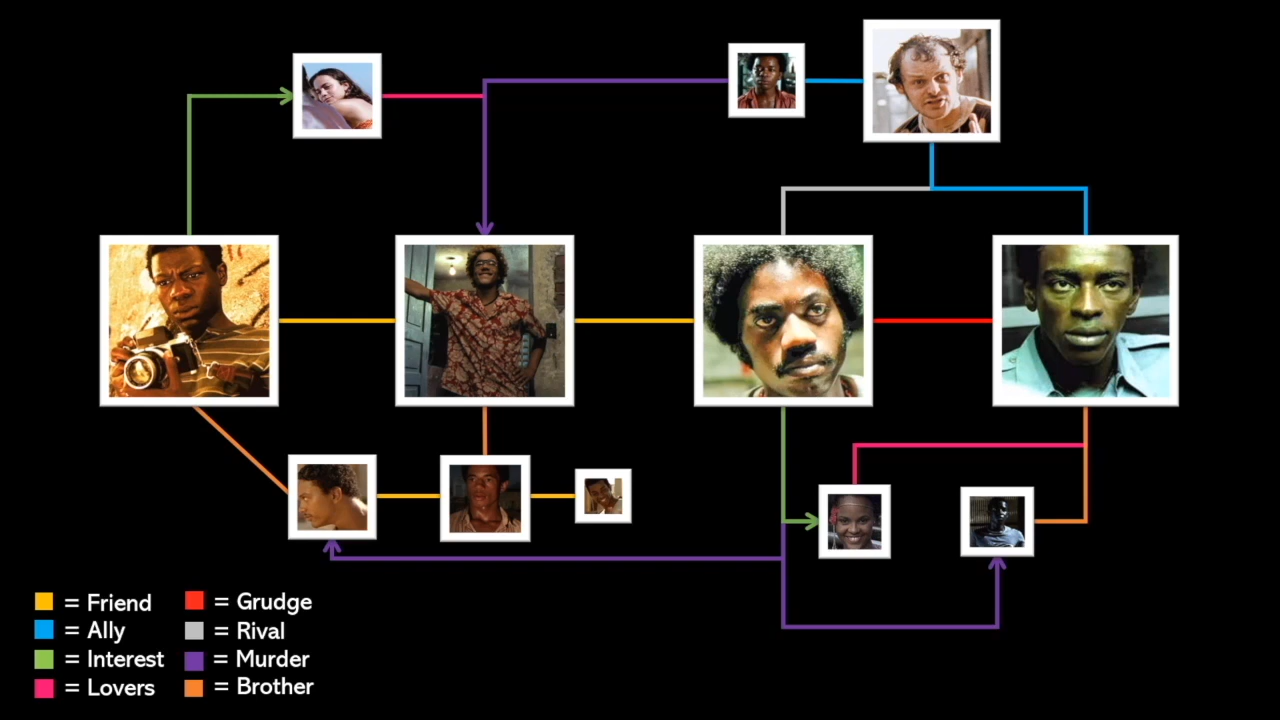 = Friend
= Ally
= Interest
= Lovers
= Grudge
= Rival
= Murder
= Brother